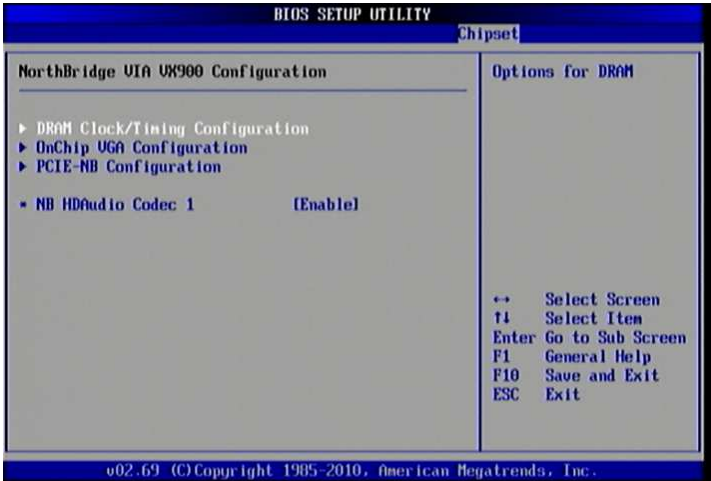 BIOS SETUP UTILITY
Chipset
NorthBridge VIA VX900 Configuration
Options for DRAM
DRAM Clock/Timing Configuration
OnChip VGA Configuration
PCIE-NB Configuration
* NB HDAudio Codec 1 [Enable]
↔ Select Screen
↑↓ Select Item
Enter Go to Sub Screen
F1 General Help
F10 Save and Exit
ESC Exit
v02.69 (C)Copyright 1985-2010, American Megatrends, Inc.